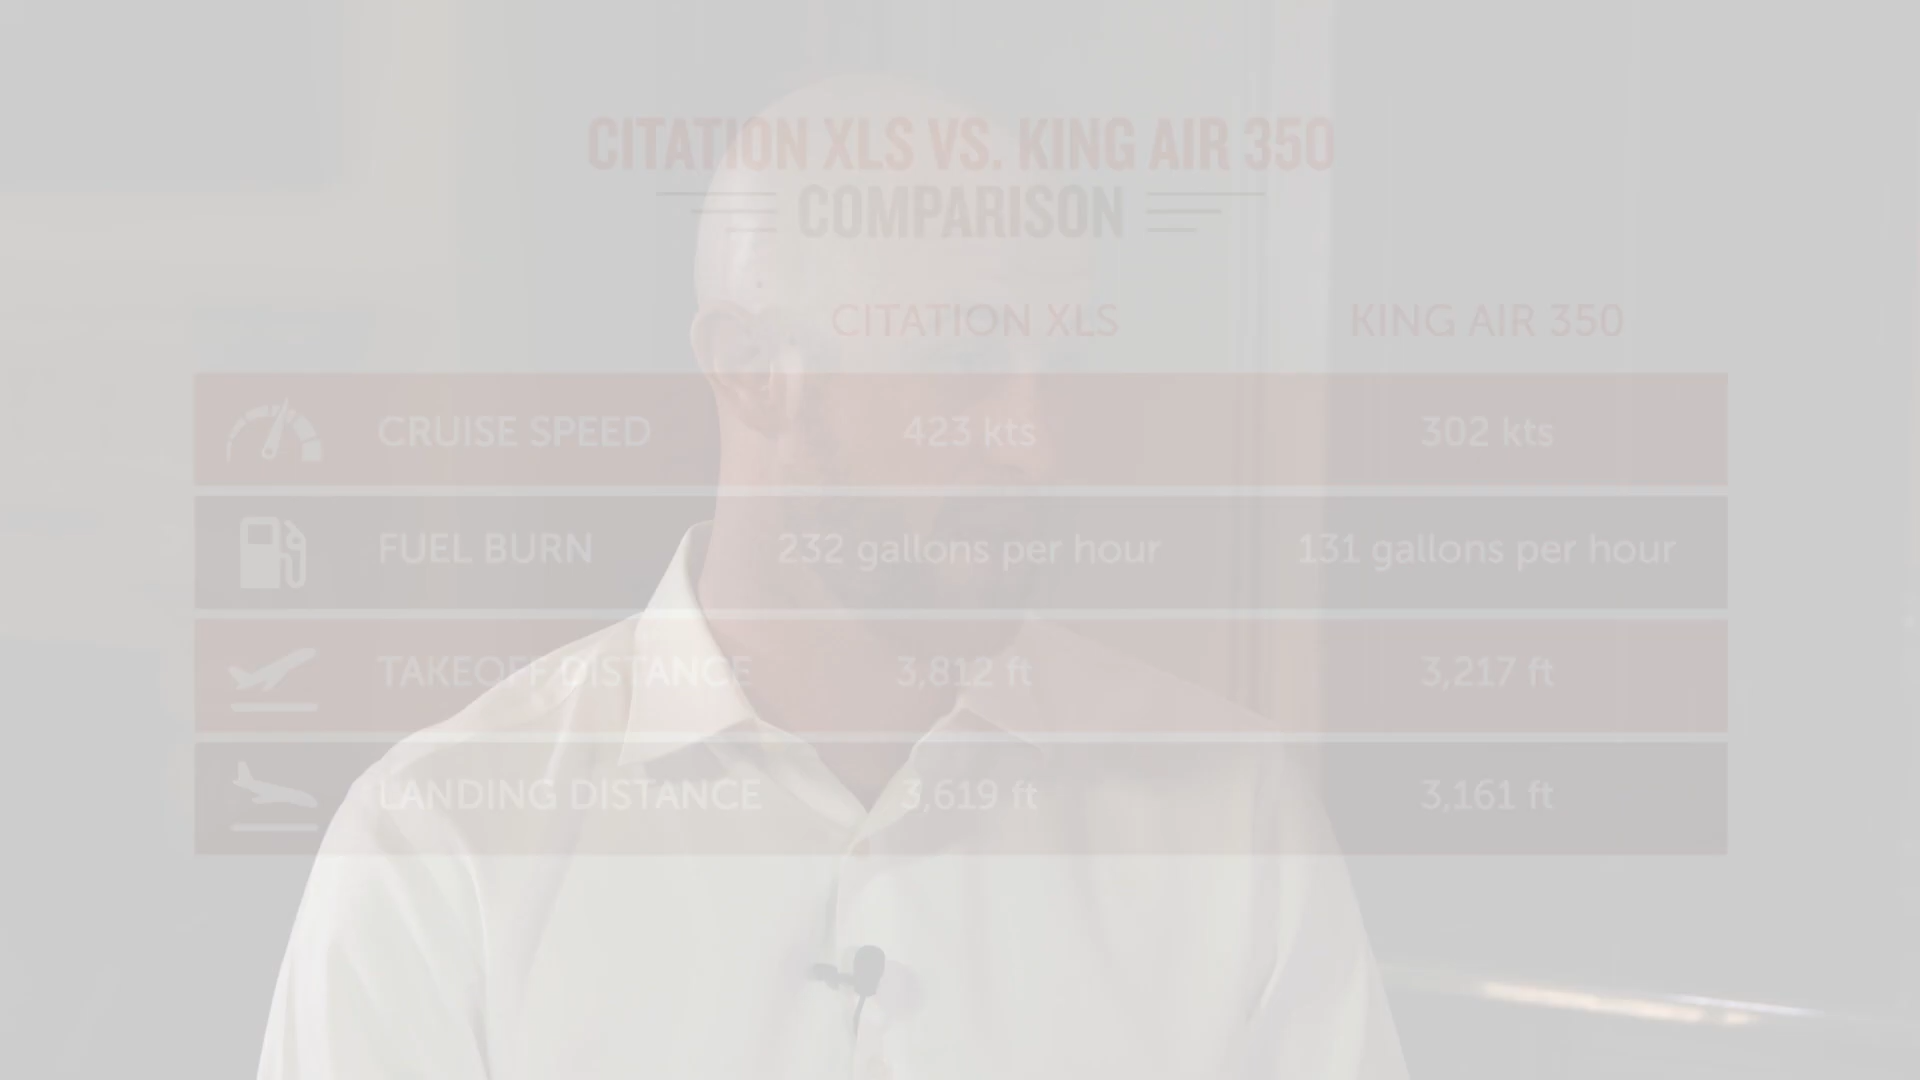 CITATION XLS VS. KING AIR 350
COMPARISON
CITATION XLS KING AIR 350
CRUISE SPEED 423 kts 302 kts
FUEL BURN 232 gallons per hour 131 gallons per hour
TAKEOFF DISTANCE 3,812 ft 3,217 ft
LANDING DISTANCE 3,619 ft 3,161 ft